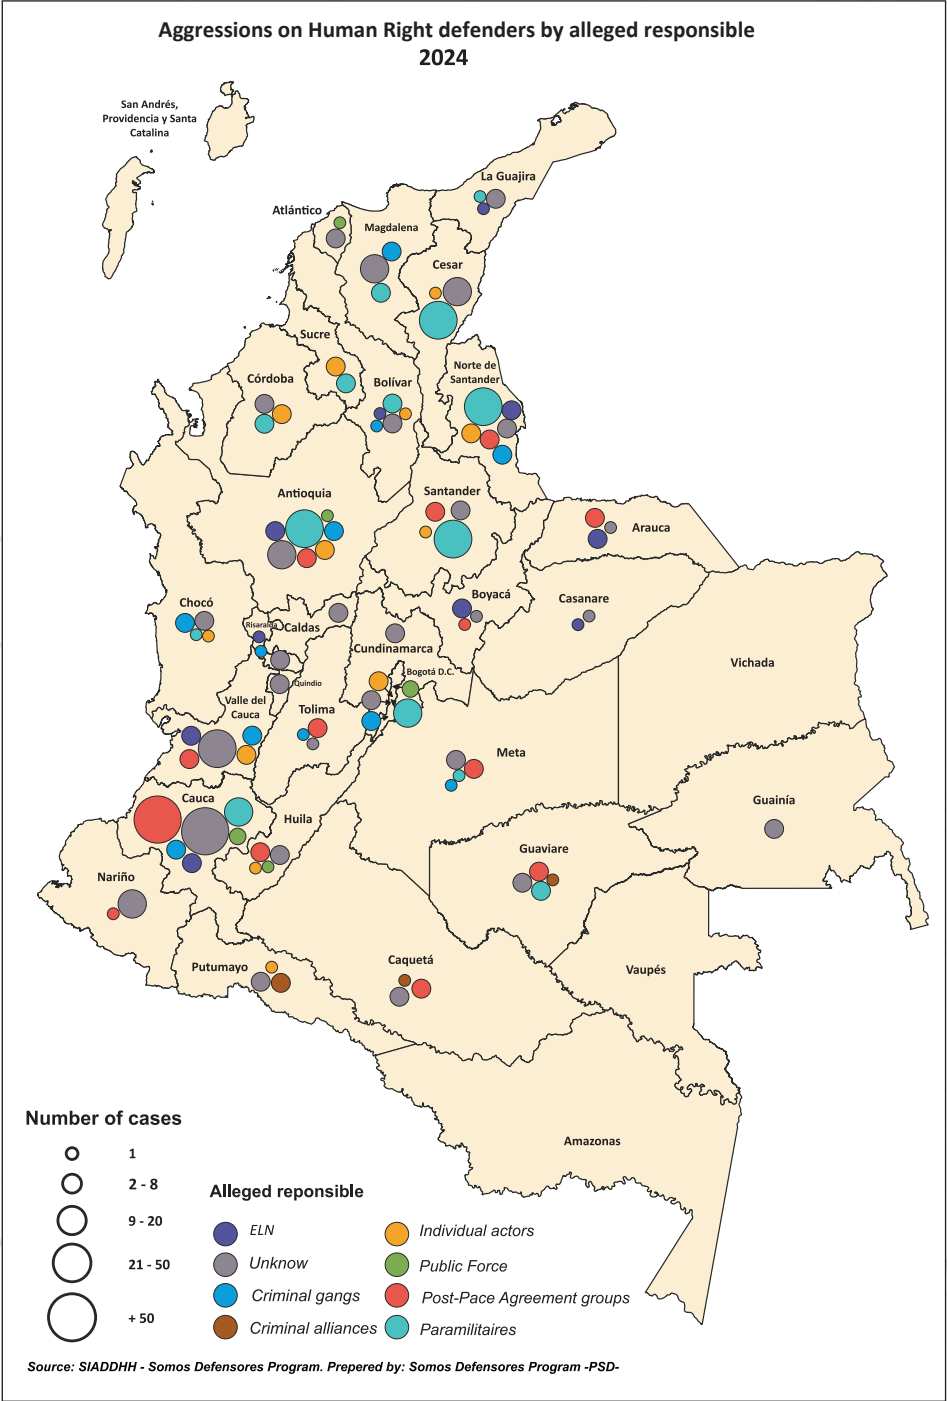 Aggressions on Human Right defenders by alleged responsible
2024
San Andrés,
Providencia y Santa
Catalina
La Guajira
Atlántico
Magdalena
Cesar
Sucre
Norte de
Santander
Córdoba
Bolívar
Antioquia
Santander
Arauca
Chocó
Risaralda
Caldas
Boyacá
Casanare
Cundinamarca
Bogotá D.C.
Vichada
Quindio
Valle del
Cauca
Tolima
Meta
Cauca
Huila
Guainía
Guaviare
Nariño
Putumayo
Caquetá
Vaupés
Amazonas
Number of cases
1
2 - 8
9 - 20
21 - 50
+ 50
Alleged reponsible
ELN
Unknow
Criminal gangs
Criminal alliances
Individual actors
Public Force
Post-Pace Agreement groups
Paramilitaires
Source: SIADDHH - Somos Defensores Program. Prepered by: Somos Defensores Program -PSD-